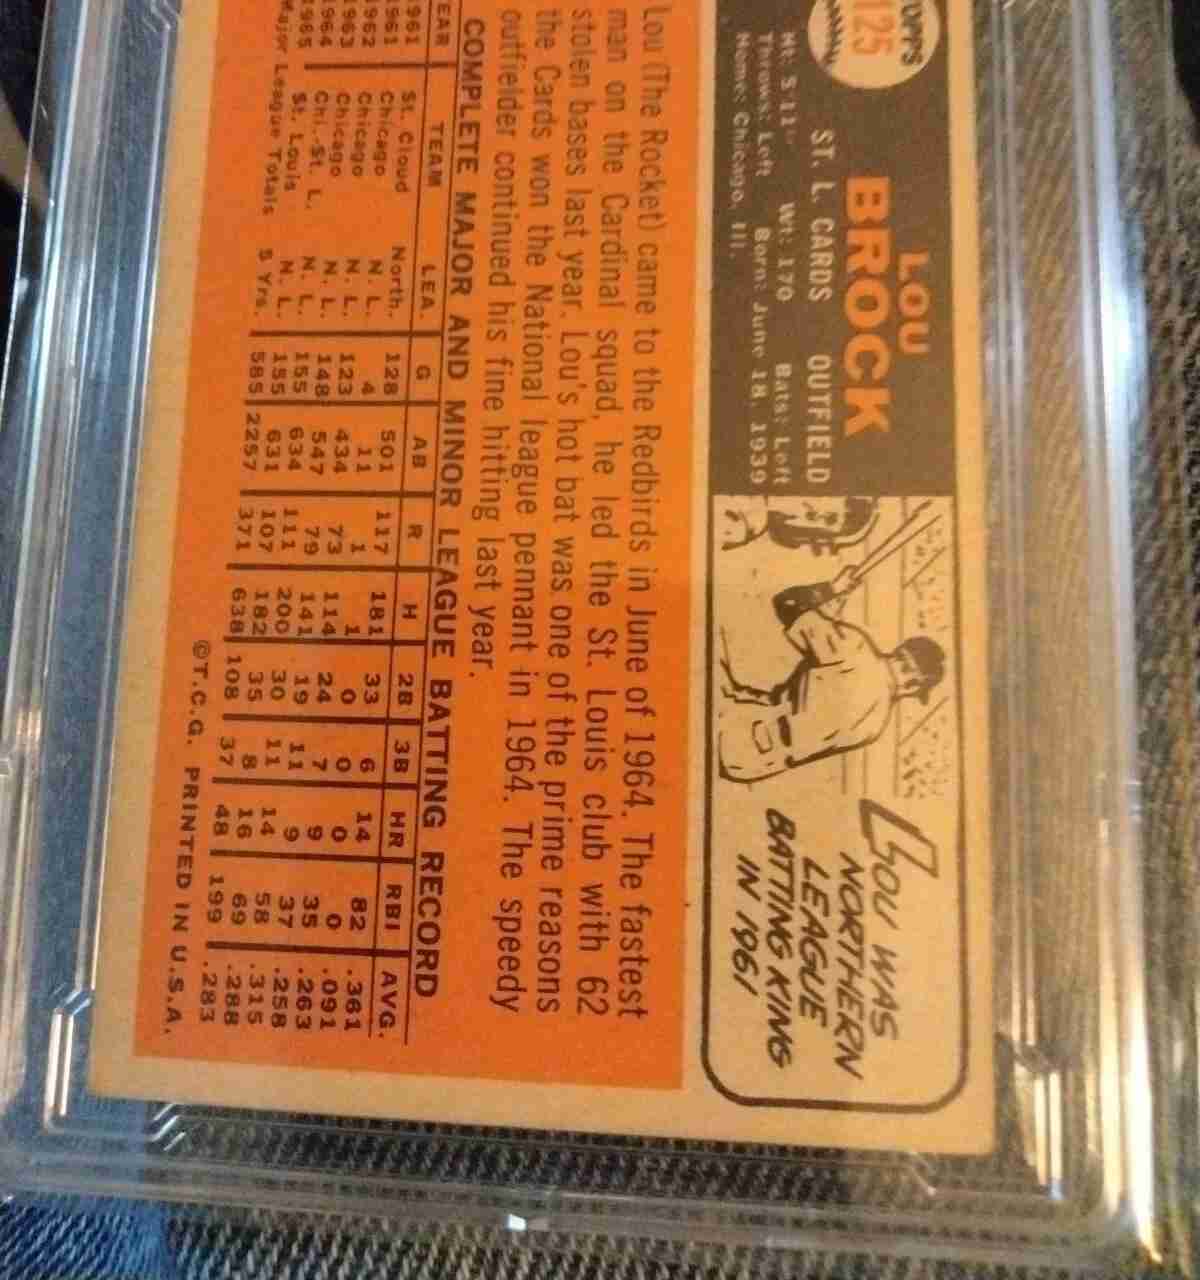 OPPS
125
LOU
BROCK
ST. L. CARDS OUTFIELD
Ht: 5'11" Wt: 170 Bats: Left
Throws: Left Born: June 18, 1939
Home: Chicago, Ill.
LOU WAS
NORTHERN
LEAGUE
BATTING KING
IN 1961
Lou (The Rocket) came to the Redbirds in June of 1964. The fastest
man on the Cardinal squad, he led the St. Louis club with 62
stolen bases last year. Lou's hot bat was one of the prime reasons
the Cards won the National league pennant in 1964. The speedy
outfielder continued his fine hitting last year.
COMPLETE MAJOR AND MINOR LEAGUE BATTING RECORD
EAR TEAM LEA. G AB R H 2B 3B HR RBI AVG.
961 St. Cloud North. 128 501 117 181 33 6 14 82 .361
1961 Chicago N. L. 4 11 1 1 0 0 0 0 .091
1962 Chicago N. L. 123 434 73 114 24 7 9 35 .263
1963 Chicago N. L. 148 547 79 141 19 11 9 37 .258
1964 Chi.-St. L. N. L. 155 634 111 200 30 11 14 58 .315
1965 St. Louis N. L. 155 631 107 182 35 8 16 69 .288
Major League Totals 5 Yrs. 585 2257 371 638 108 37 48 199 .283
©T.C.G. PRINTED IN U.S.A.